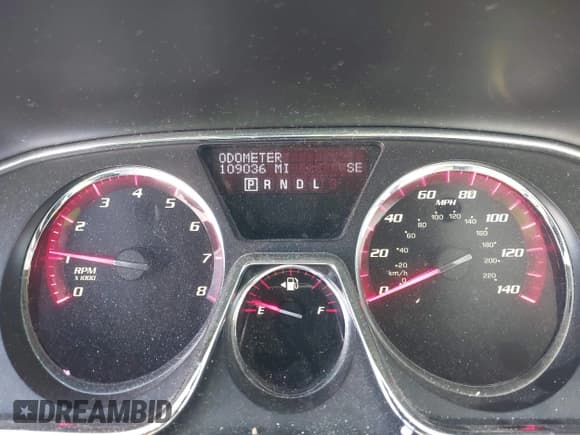 ODOMETER
109036 MI SE
P R N D L
0 1 2 3 4 5 6 7 8
RPM
x 1000
0 20 40 60 80 100 120 140
MPH
0 20 40 60 80 100 120 140 160 180 200 220
km/h
E F
DREAMBID